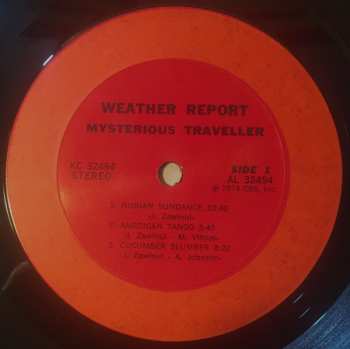 WEATHER REPORT
MYSTERIOUS TRAVELLER
KC 32494
STEREO
SIDE 1
AL 32494
℗ 1974 CBS, Inc.
1. NUBIAN SUNDANCE 10:40
J. Zawinul
2. AMERICAN TANGO 3:40
J. Zawinul - M. Vitous
3. CUCUMBER SLUMBER 8:22
J. Zawinul - A. Johnson